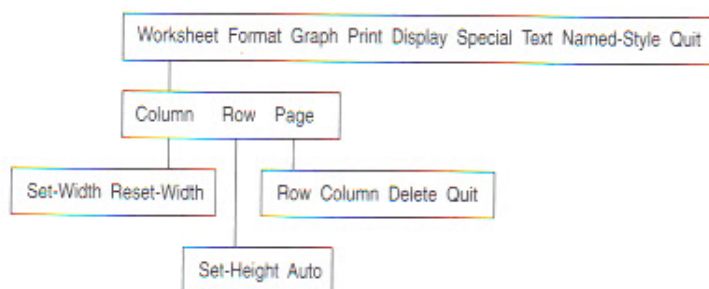 Worksheet Format Graph Print Display Special Text Named-Style Quit
Column Row Page
Set-Width Reset-Width
Row Column Delete Quit
Set-Height Auto